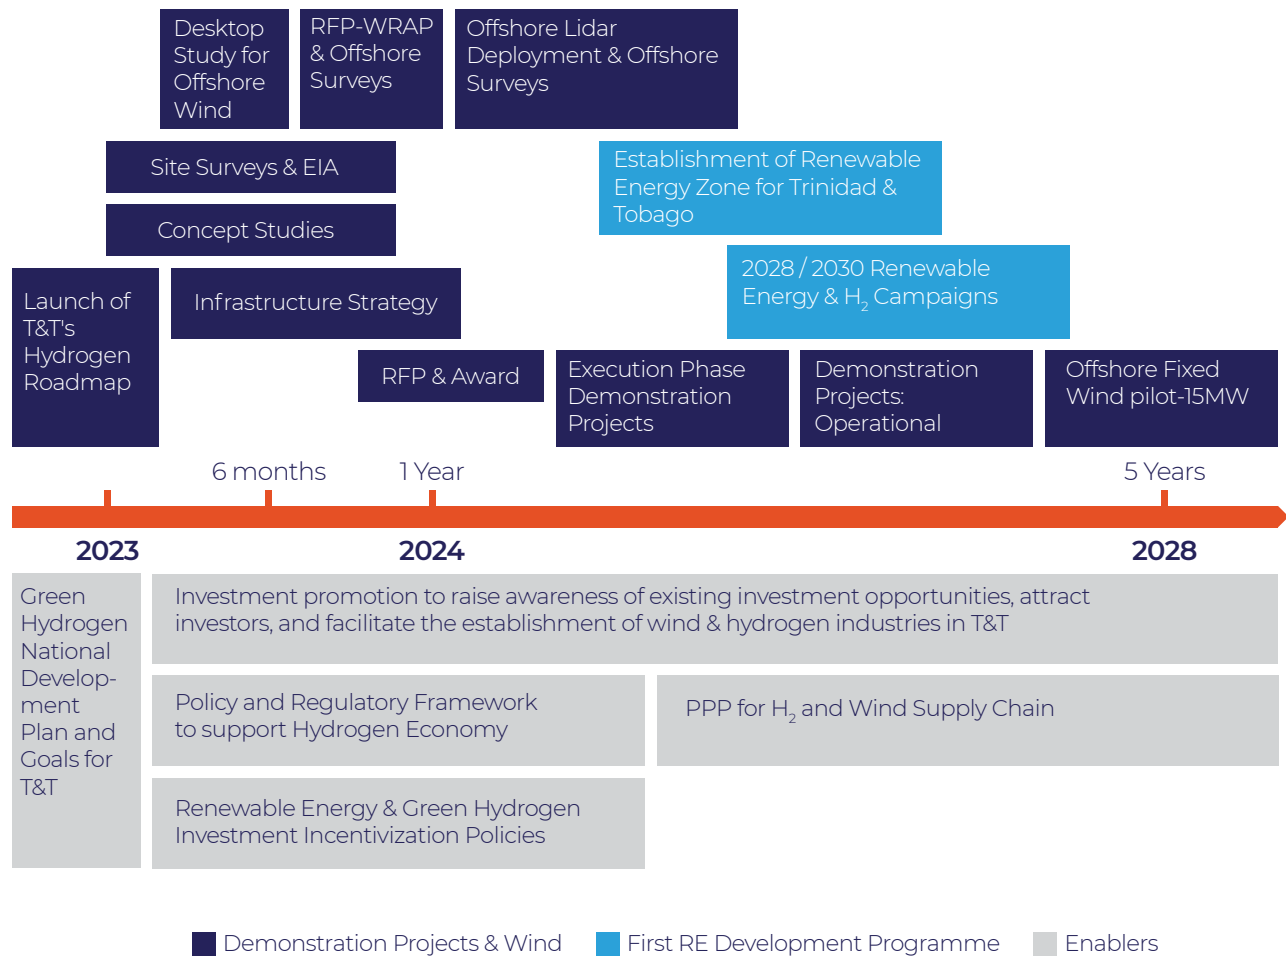 Desktop
Study for
Offshore
Wind
RFP-WRAP
& Offshore
Surveys
Offshore Lidar
Deployment & Offshore
Surveys
Site Surveys & EIA
Establishment of Renewable
Energy Zone for Trinidad &
Tobago
Concept Studies
2028 / 2030 Renewable
Energy & H₂ Campaigns
Launch of
T&T's
Hydrogen
Roadmap
Infrastructure Strategy
RFP & Award
Execution Phase
Demonstration
Projects
Demonstration
Projects:
Operational
Offshore Fixed
Wind pilot-15MW
6 months
1 Year
5 Years
2023
2024
2028
Green
Hydrogen
National
Develop-
ment
Plan and
Goals for
T&T
Investment promotion to raise awareness of existing investment opportunities, attract
investors, and facilitate the establishment of wind & hydrogen industries in T&T
Policy and Regulatory Framework
to support Hydrogen Economy
PPP for H₂ and Wind Supply Chain
Renewable Energy & Green Hydrogen
Investment Incentivization Policies
Demonstration Projects & Wind
First RE Development Programme
Enablers